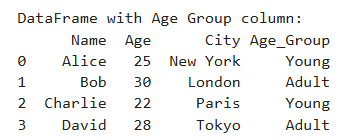 DataFrame with Age Group column:
      Name  Age      City Age_Group
0    Alice   25  New York     Young
1      Bob   30    London     Adult
2  Charlie   22     Paris     Young
3    David   28     Tokyo     Adult